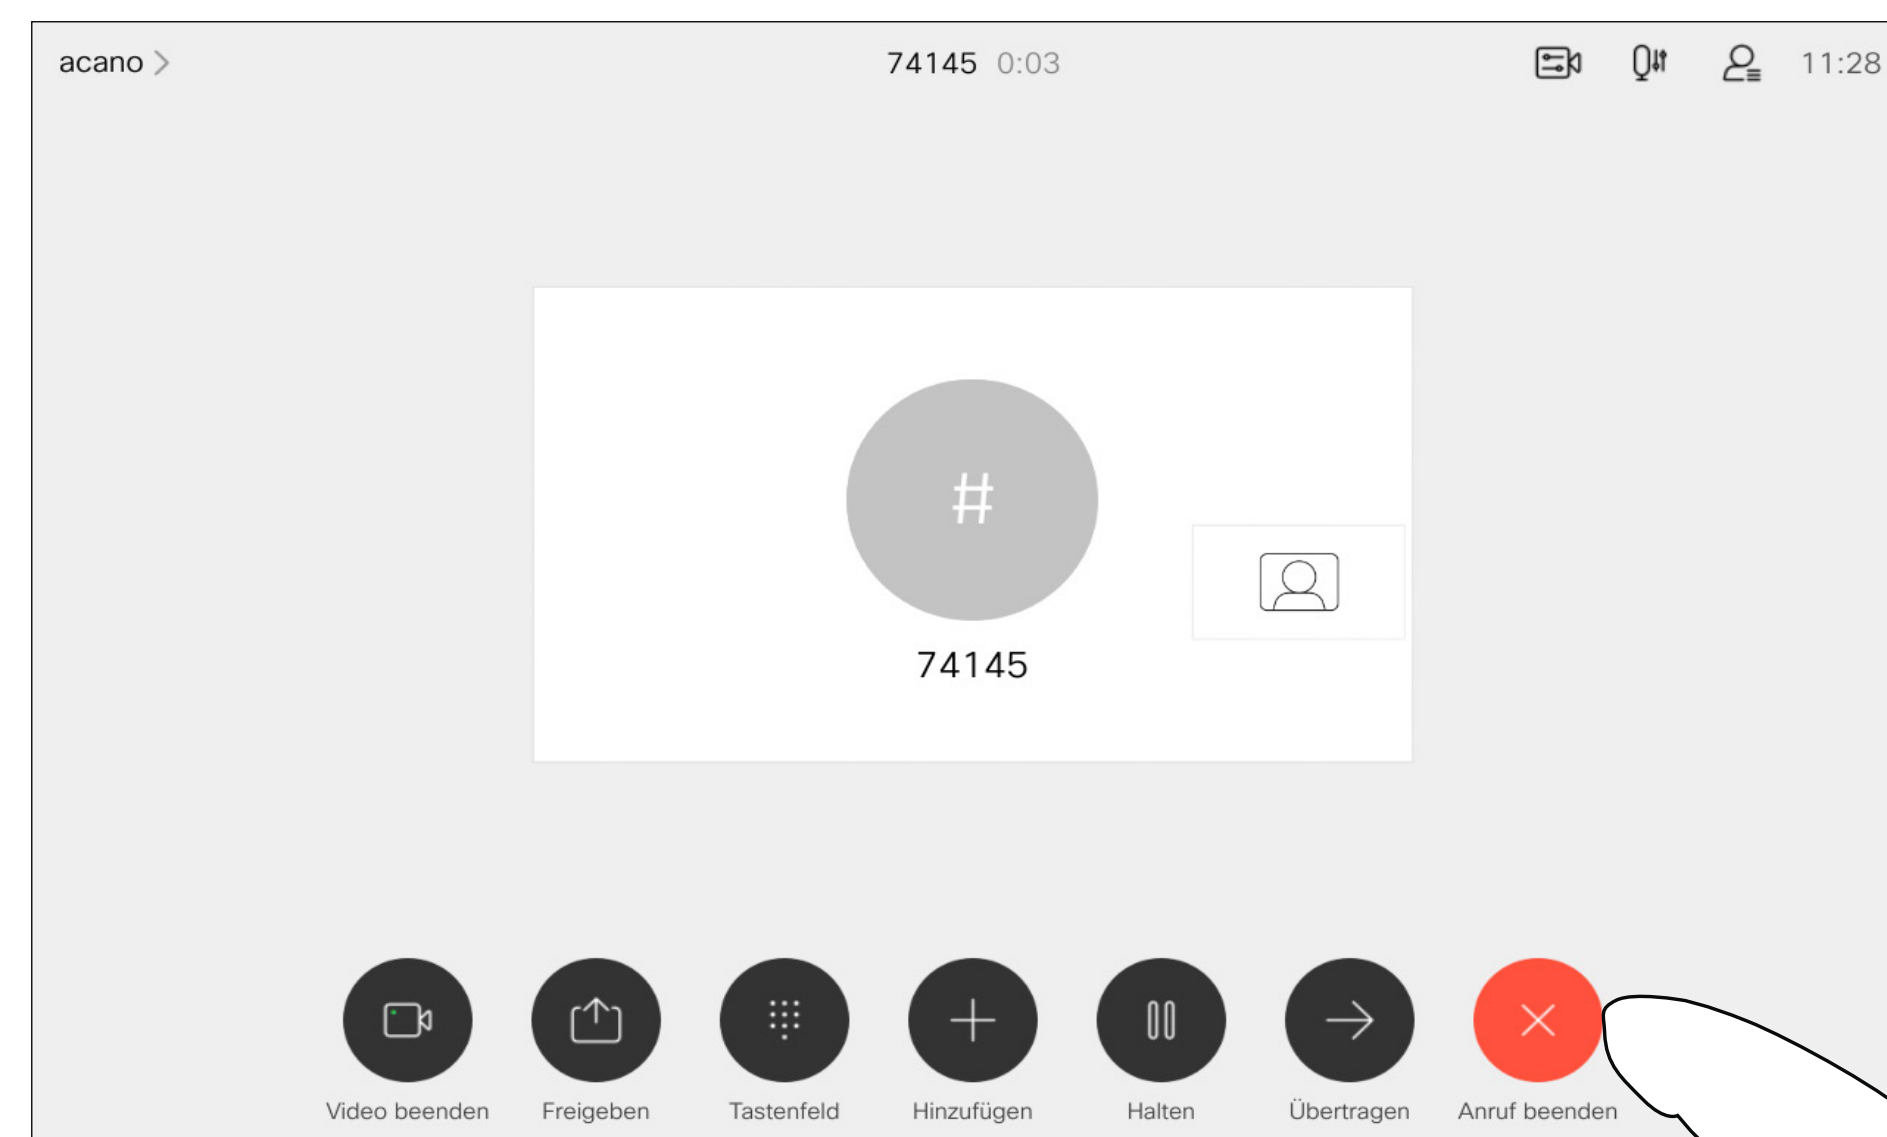 acano
74145 0:03
11:28
#
74145
Video beenden
Freigeben
Tastenfeld
Hinzufügen
Halten
Übertragen
Anruf beenden